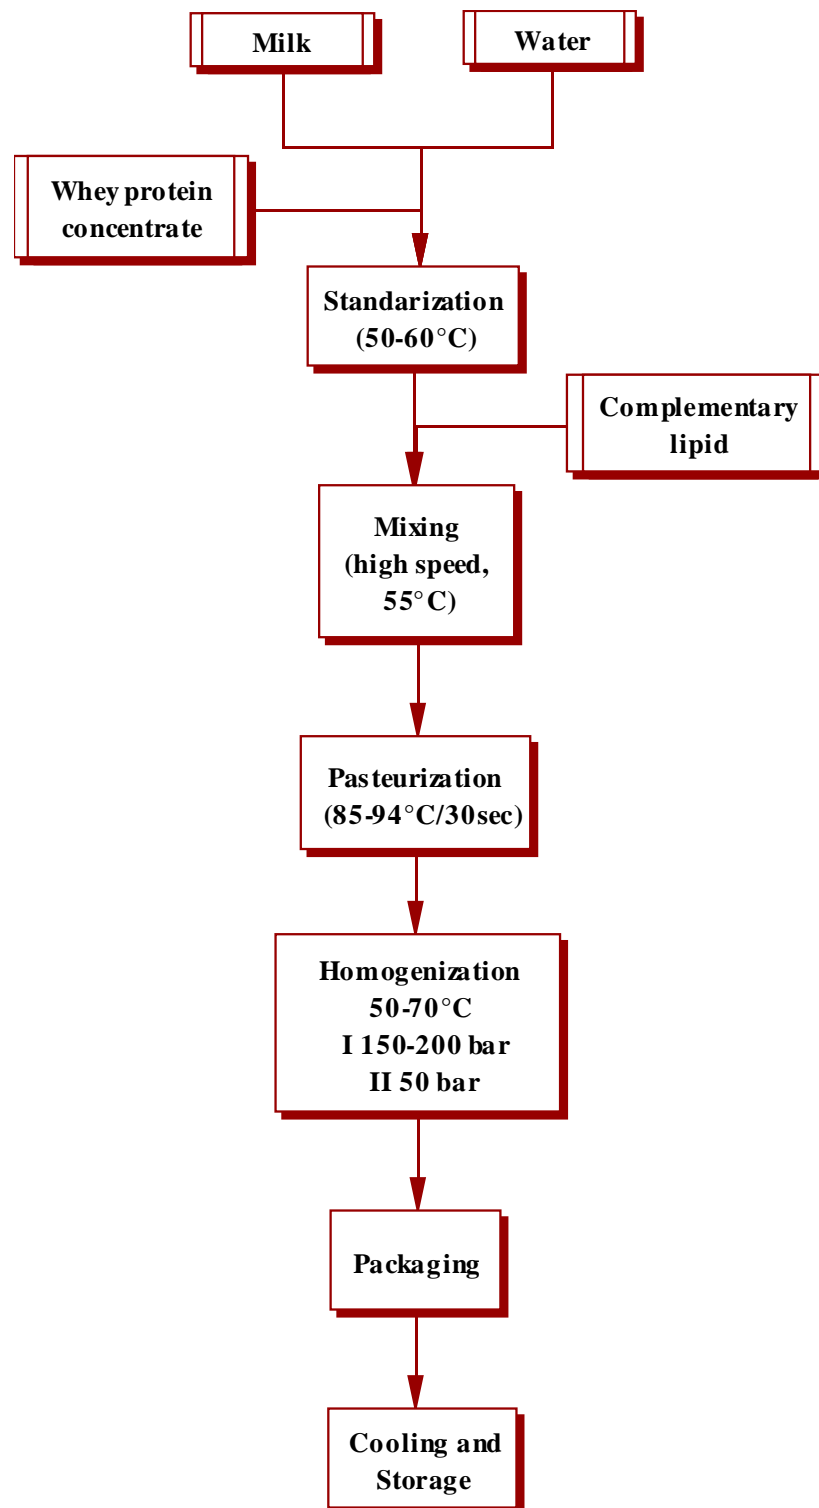 Milk
Water
Whey protein
concentrate
Standarization
(50-60°C)
Complementary
lipid
Mixing
(high speed,
55°C)
Pasteurization
(85-94°C/30sec)
Homogenization
50-70°C
I 150-200 bar
II 50 bar
Packaging
Cooling and
Storage